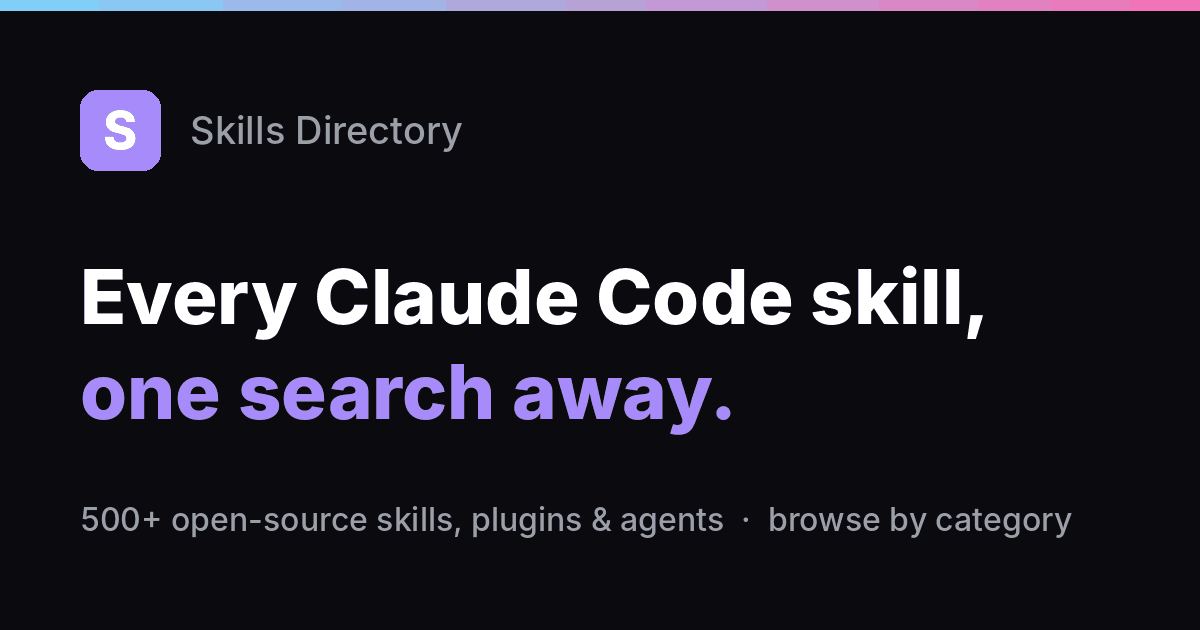 S
Skills Directory
Every Claude Code skill,
one search away.
500+ open-source skills, plugins & agents · browse by category